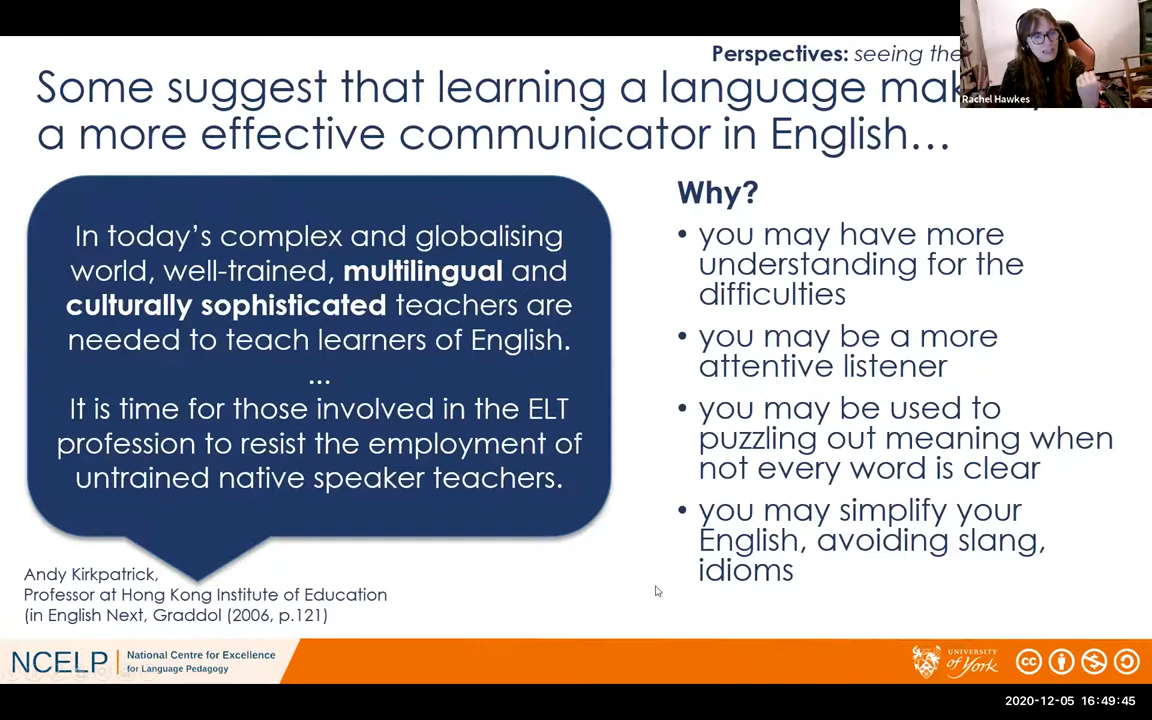 Perspectives: seeing the
Rachel Hawkes
Some suggest that learning a language
a more effective communicator in English…
In today’s complex and globalising
world, well-trained, multilingual and
culturally sophisticated teachers are
needed to teach learners of English.
...
It is time for those involved in the ELT
profession to resist the employment of
untrained native speaker teachers.
Andy Kirkpatrick,
Professor at Hong Kong Institute of Education
(in English Next, Graddol (2006, p.121)
Why?
• you may have more
understanding for the
difficulties
• you may be a more
attentive listener
• you may be used to
puzzling out meaning when
not every word is clear
• you may simplify your
English, avoiding slang,
idioms
NCELP
National Centre for Excellence
for Language Pedagogy
UNIVERSITY
of York
cc
2020-12-05 16:49:45